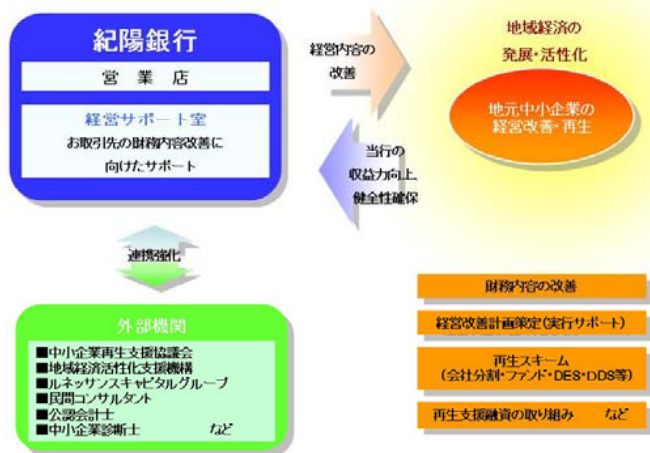 紀陽銀行
営業店
経営サポート室
お取引先の財務内容改善に
向けたサポート
経営内容の
改善
地域経済の
発展・活性化
地元中小企業の
経営改善・再生
当行の
収益力向上、
健全性確保
連携強化
外部機関
■中小企業再生支援協議会
■地域経済活性化支援機構
■ルネッサンスキャピタルグループ
■民間コンサルタント
■公認会計士
■中小企業診断士 など
財務内容の改善
経営改善計画策定(実行サポート)
再生スキーム
(会社分割・ファンド・DES・DDS等)
再生支援融資の取り組み など